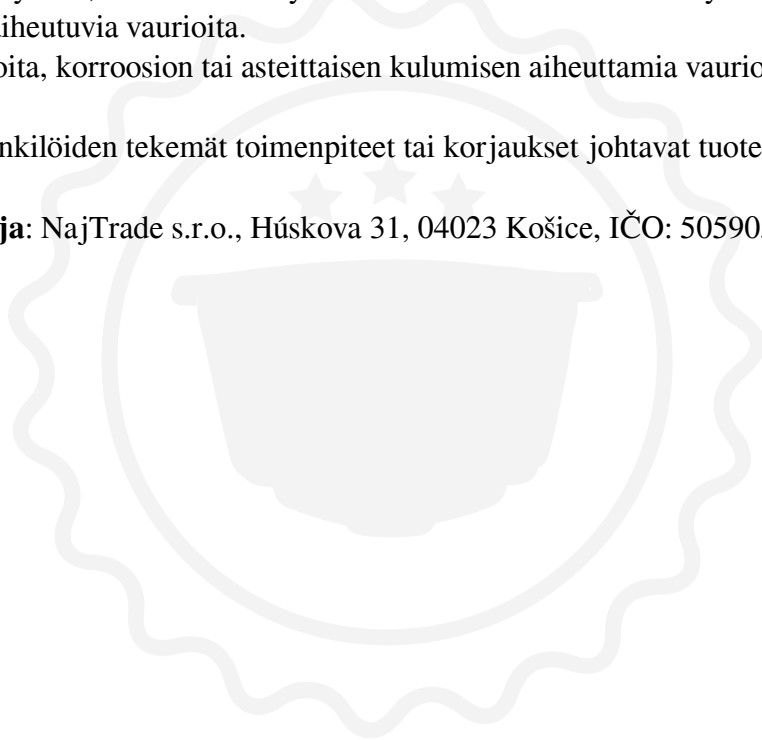 iheutuvia vaurioita.
oita, korroosion tai asteittaisen kulumisen aiheuttamia vaurio
nkilöiden tekemät toimenpiteet tai korjaukset johtavat tuote
ja: NajTrade s.r.o., Húskova 31, 04023 Košice, IČO: 50590